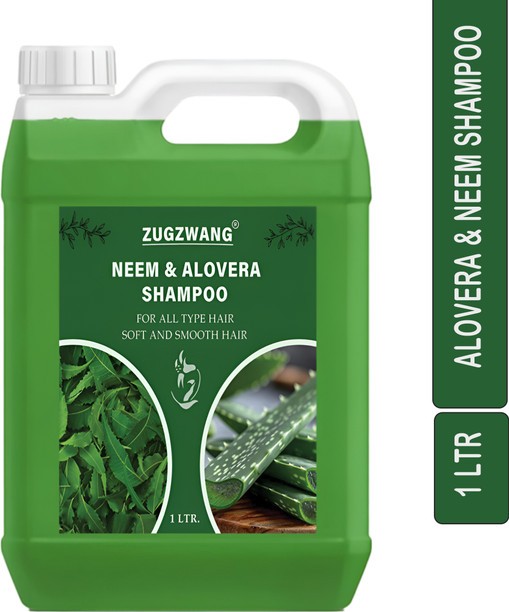 ZUGZWANG®
NEEM & ALOVERA
SHAMPOO
FOR ALL TYPE HAIR
SOFT AND SMOOTH HAIR
1 LTR.
ALOVERA & NEEM SHAMPOO
1 LTR